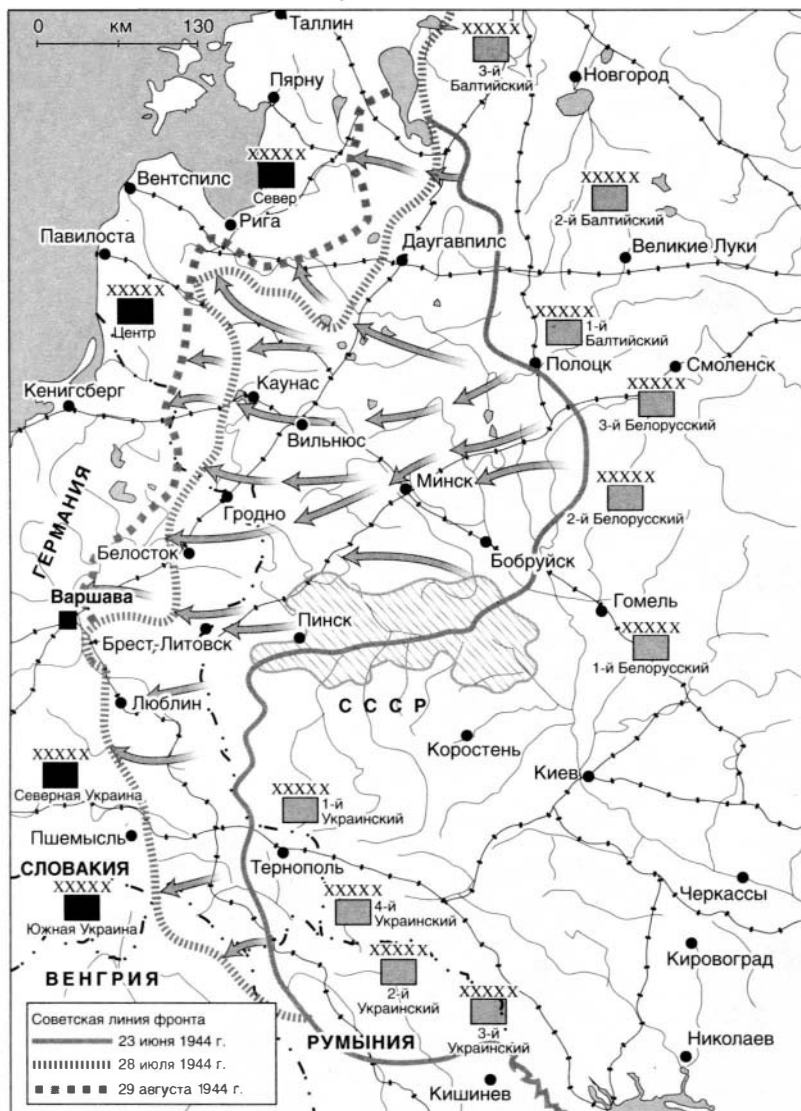 0 км 130
Таллин
XXXXX
3-й
Балтийский
Новгород
Пярну
XXXXX
Север
Вентспилс
XXXXX
2-й Балтийский
Рига
Павилоста
Даугавпилс
Великие Луки
XXXXX
Центр
XXXXX
1-й
Балтийский
Полоцк
Смоленск
Кенигсберг
Каунас
XXXXX
3-й Белорусский
Вильнюс
Минск
XXXXX
2-й Белорусский
ГЕРМАНИЯ
Гродно
Белосток
Бобруйск
Варшава
Гомель
Пинск
Брест-Литовск
XXXXX
1-й Белорусский
СССР
Люблин
Коростень
XXXXX
Северная Украина
Киев
XXXXX
1-й
Украинский
Пшемысль
Тернополь
СЛОВАКИЯ
XXXXX
Южная Украина
XXXXX
4-й
Украинский
Черкассы
XXXXX
2-й
Украинский
Кировоград
ВЕНГРИЯ
XXXXX
3-й
Украинский
РУМЫНИЯ
Николаев
Кишинев
Советская линия фронта
23 июня 1944 г.
28 июля 1944 г.
29 августа 1944 г.